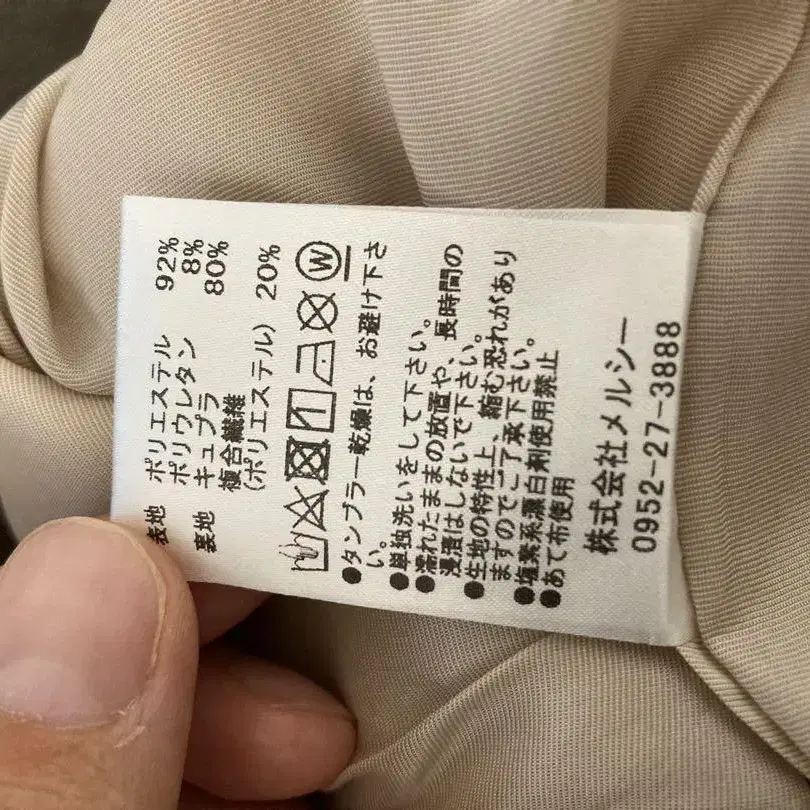 表地 ポリエステル 92%
ポリウレタン 8%
裏地 キュプラ 80%
複合繊維
(ポリエステル) 20%
W
●タンブラー乾燥は、お避け下さ
い。
●単独洗いをして下さい。
●濡れたままの放置や、長時間の
浸漬はしないで下さい。
●生地の特性上、縮む恐れがあり
ますのでご了承下さい。
●塩素系漂白剤使用禁止
●あて布使用
株式会社メルシー
0952-27-3888